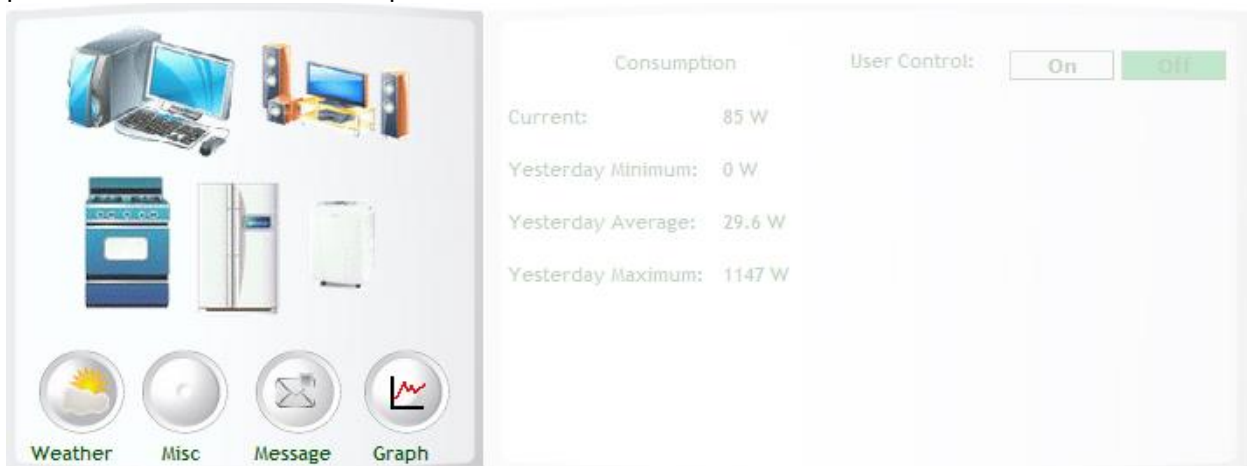 Consumption
User Control: On Off
Current: 85 W
Yesterday Minimum: 0 W
Yesterday Average: 29.6 W
Yesterday Maximum: 1147 W
Weather Misc Message Graph